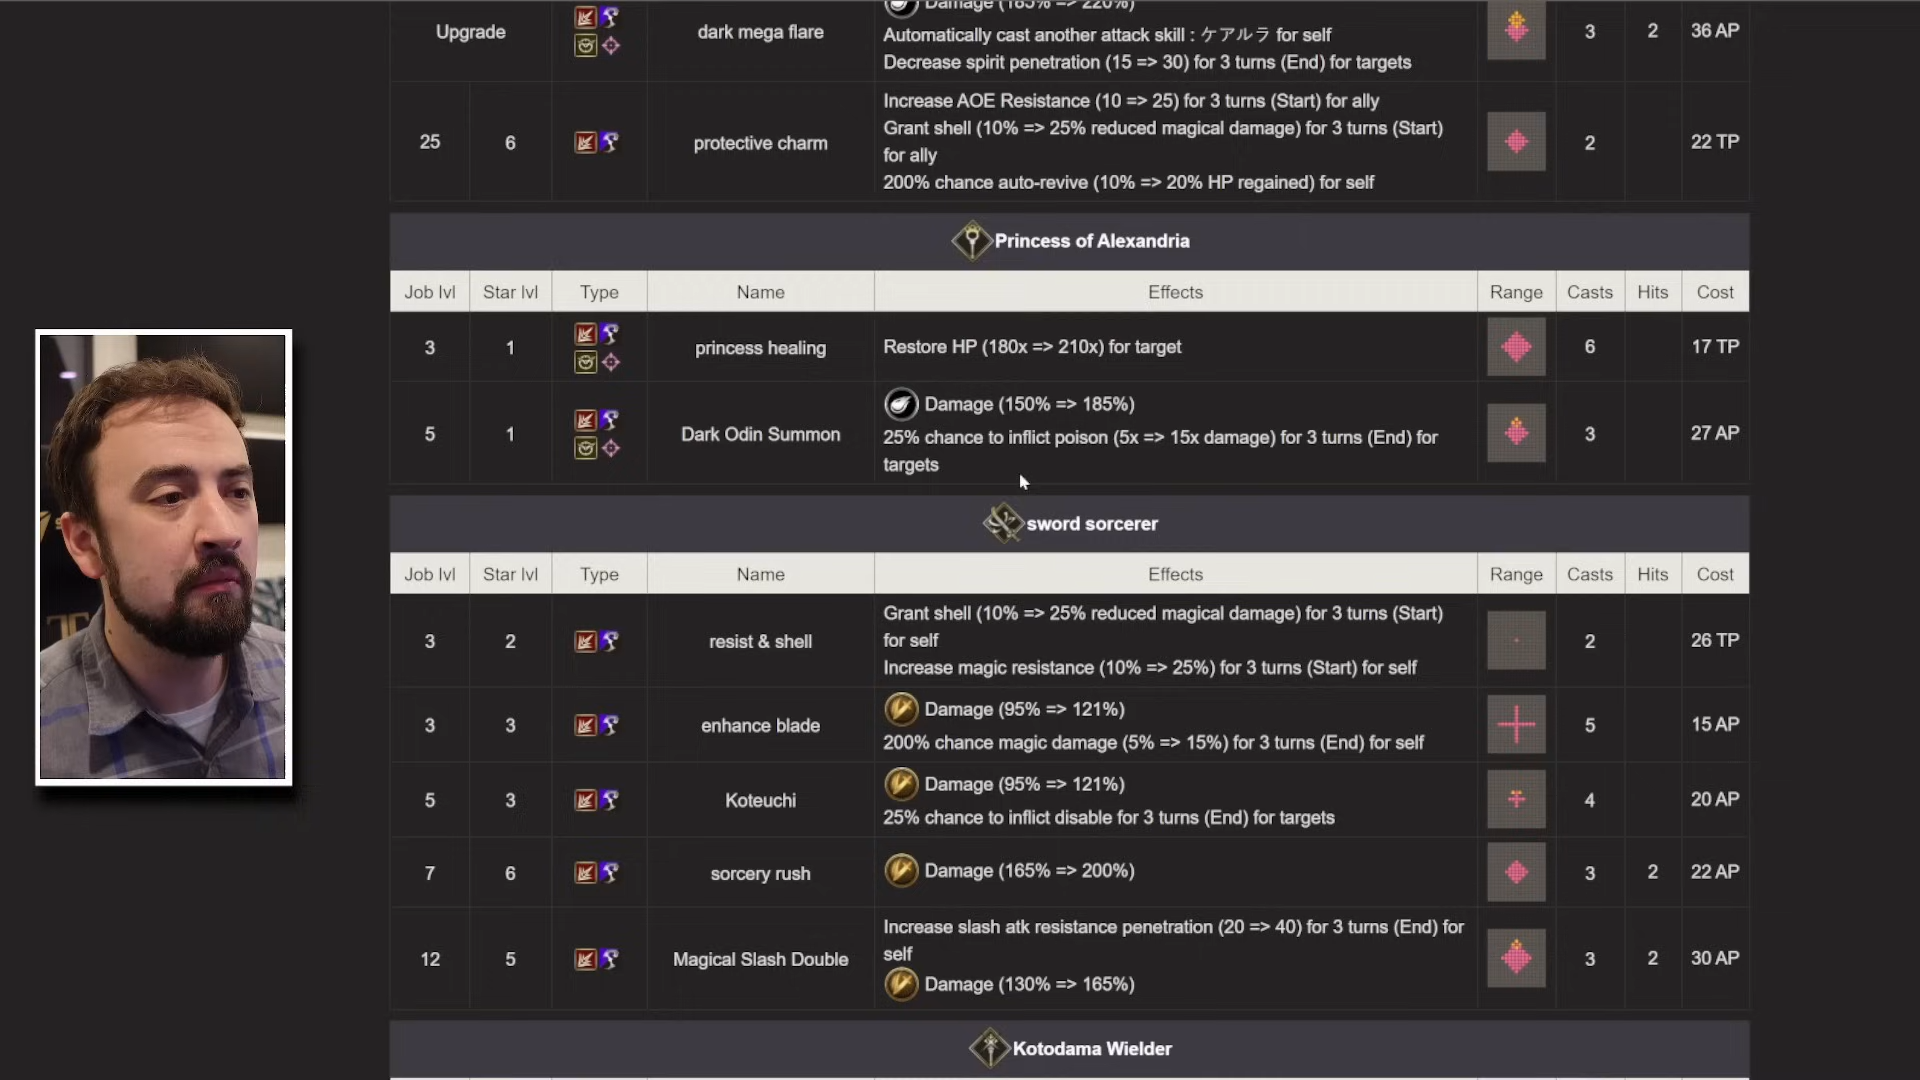 Damage (185% => 220%)
Upgrade dark mega flare Automatically cast another attack skill : ケアルラ for self 3 2 36 AP
Decrease spirit penetration (15 => 30) for 3 turns (End) for targets
Increase AOE Resistance (10 => 25) for 3 turns (Start) for ally
25 6 protective charm Grant shell (10% => 25% reduced magical damage) for 3 turns (Start) 2 22 TP
for ally
200% chance auto-revive (10% => 20% HP regained) for self
Princess of Alexandria
Job lvl Star lvl Type Name Effects Range Casts Hits Cost
3 1 princess healing Restore HP (180x => 210x) for target 6 17 TP
Damage (150% => 185%)
5 1 Dark Odin Summon 25% chance to inflict poison (5x => 15x damage) for 3 turns (End) for 3 27 AP
targets
sword sorcerer
Job lvl Star lvl Type Name Effects Range Casts Hits Cost
Grant shell (10% => 25% reduced magical damage) for 3 turns (Start)
3 2 resist & shell for self 2 26 TP
Increase magic resistance (10% => 25%) for 3 turns (Start) for self
Damage (95% => 121%)
3 3 enhance blade 200% chance magic damage (5% => 15%) for 3 turns (End) for self 5 15 AP
Damage (95% => 121%)
5 3 Koteuchi 25% chance to inflict disable for 3 turns (End) for targets 4 20 AP
7 6 sorcery rush Damage (165% => 200%) 3 2 22 AP
Increase slash atk resistance penetration (20 => 40) for 3 turns (End) for
12 5 Magical Slash Double self 3 2 30 AP
Damage (130% => 165%)
Kotodama Wielder